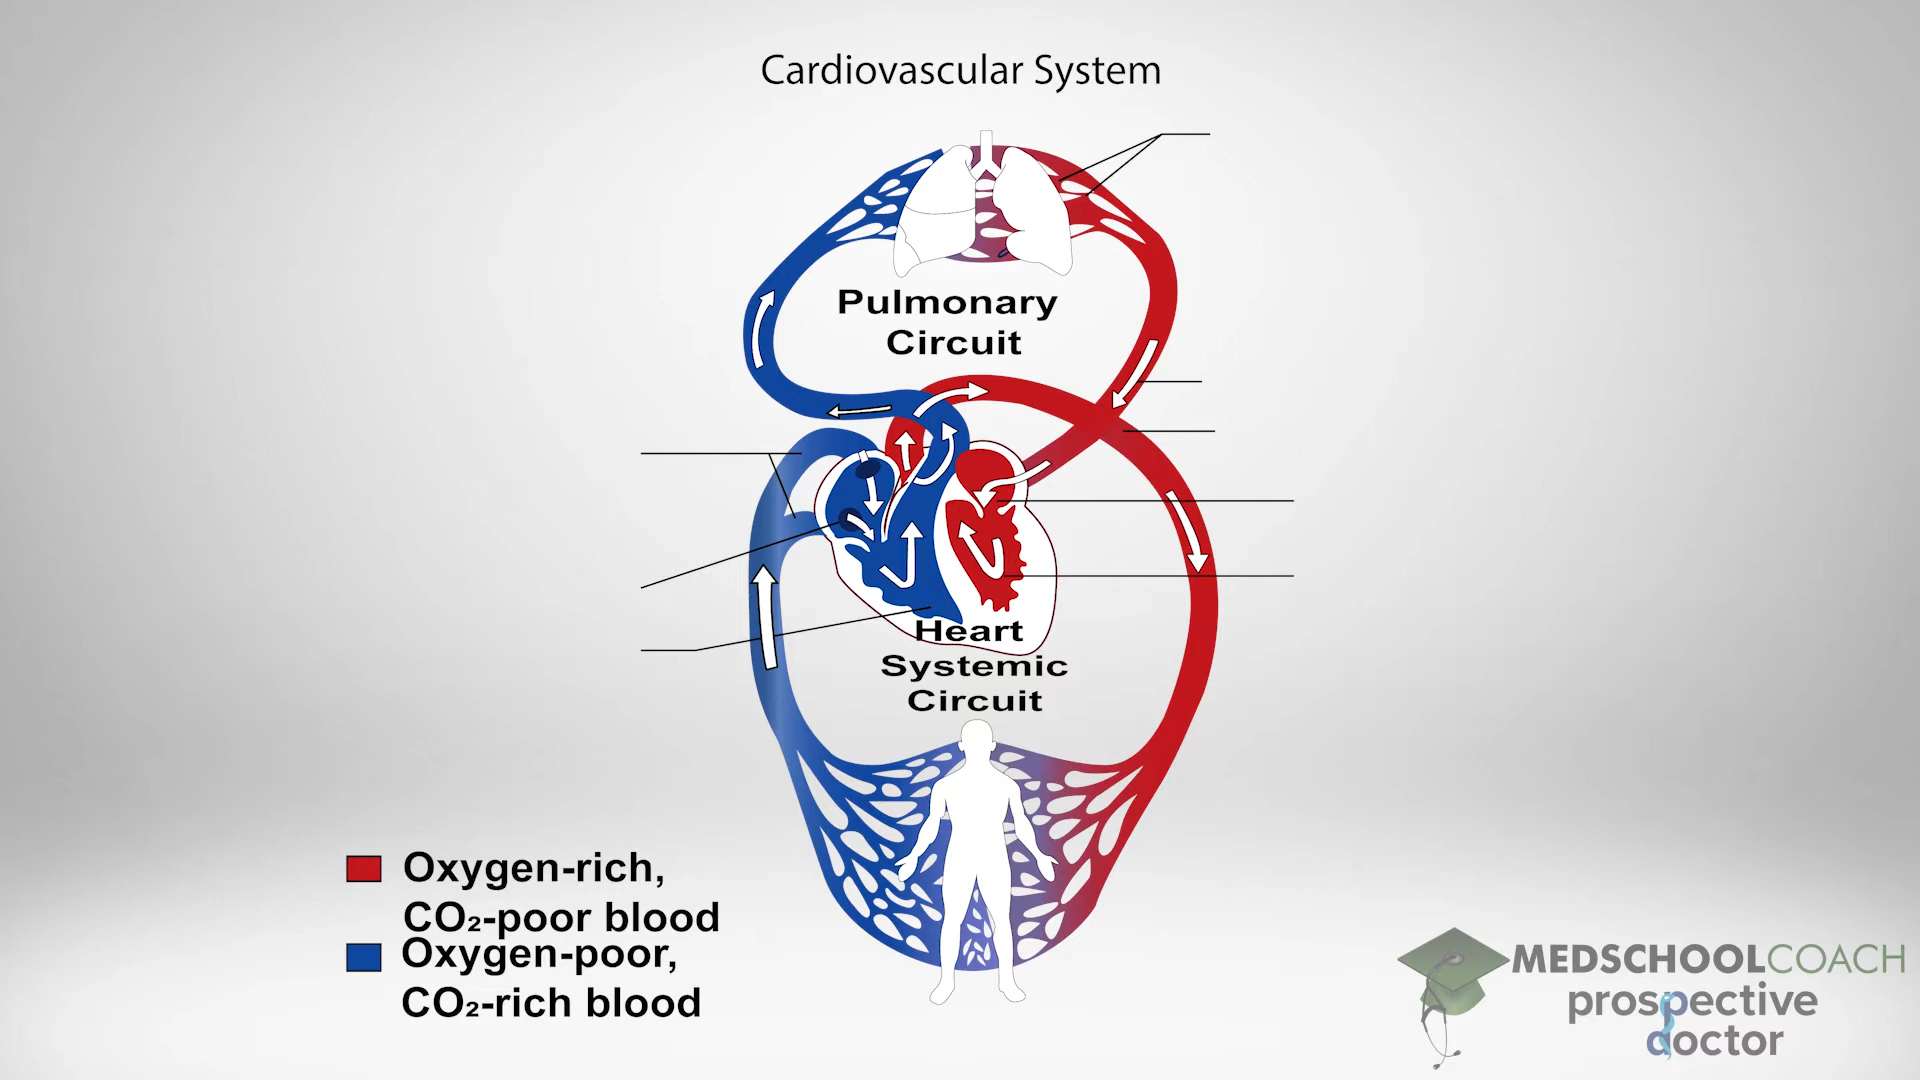 Cardiovascular System
Pulmonary
Circuit
Heart
Systemic
Circuit
Oxygen-rich,
CO₂-poor blood
Oxygen-poor,
CO₂-rich blood
MEDSCHOOLCOACH
prospective
doctor